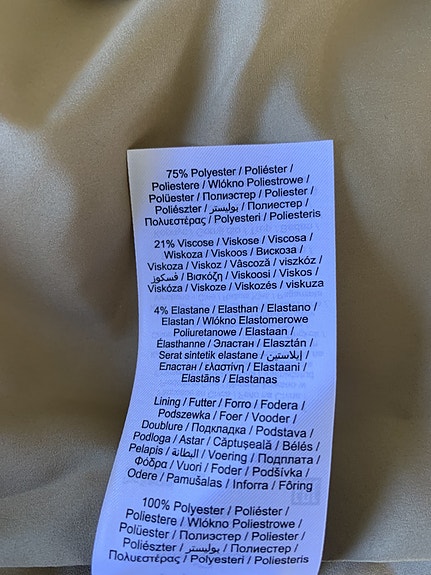 75% Polyester / Poliéster /
Poliestere / Włókno Poliestrowe /
Polüester / Полиэстер / Poliester /
Poliészter / بوليستر / Полиестер /
Πολυεστέρας / Polyesteri / Poliesteris
21% Viscose / Viskose / Viscosa /
Wiskoza / Viskoos / Вискоза /
Viskoza / Viskoz / Vâscoză / viszkóz /
فسكوز / Βισκόζη / Viskoosi / Viskos /
Viskóza / Viskoze / Viskozés / viskuza
4% Elastane / Elasthan / Elastano /
Elastan / Włókno Elastomerowe
Poliuretanowe / Elastaan /
Élasthanne / Эластан / Elasztán /
Serat sintetik elastane / إيلاستين /
Еластан / ελαστίνη / Elastaani /
Elastāns / Elastanas
Lining / Futter / Forro / Fodera /
Podszewka / Foer / Vooder /
Doublure / Подкладка / Podstava /
Podloga / Astar / Căptușeală / Bélés /
Pelapis / البطانة / Voering / Подплата /
Φόδρα / Vuori / Foder / Podšívka /
Odere / Pamušalas / Inforra / Fōring
100% Polyester / Poliéster /
Poliestere / Włókno Poliestrowe /
Polüester / Полиэстер / Poliester /
Poliészter / بوليستر / Полиестер /
Πολυεστέρας / Polyesteri / Poliesteris